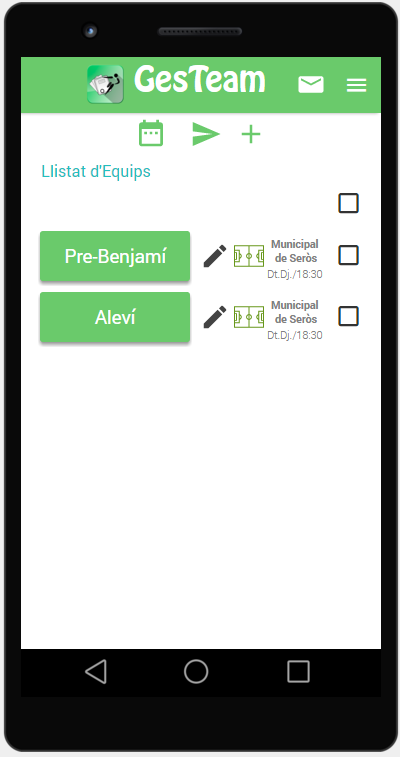 GesTeam
Llistat d'Equips
Pre-Benjamí
Municipal
de Seròs
Dt.Dj./18:30
Aleví
Municipal
de Seròs
Dt.Dj./18:30